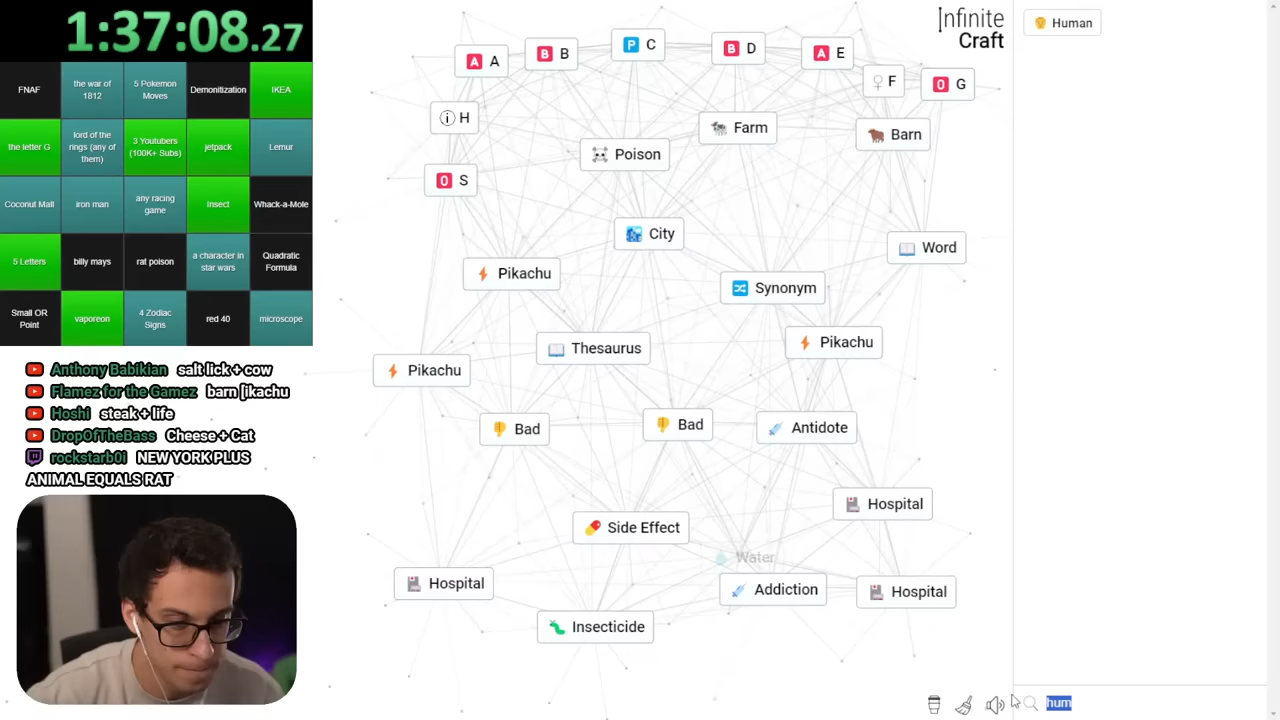 1:37:08.27
FNAF
the war of
1812
5 Pokemon
Moves
Demonitization
IKEA
the letter G
lord of the
rings (any of
them)
3 Youtubers
(100K+ Subs)
jetpack
Lemur
Coconut Mall
iron man
any racing
game
Insect
Whack-a-Mole
5 Letters
billy mays
rat poison
a character in
star wars
Quadratic
Formula
Small OR
Point
vaporeon
4 Zodiac
Signs
red 40
microscope
Anthony Babikian salt lick + cow
Flamez for the Gamez barn [ikachu
Hoshi steak + life
DropOfTheBass Cheese + Cat
rockstarb0i NEW YORK PLUS
ANIMAL EQUALS RAT
Infinite
Craft
A A
B B
P C
B D
A E
F
O G
H
Farm
Barn
Poison
O S
City
Word
Pikachu
Synonym
Thesaurus
Pikachu
Pikachu
Bad
Bad
Antidote
Hospital
Side Effect
Water
Hospital
Addiction
Hospital
Insecticide
Human
hum